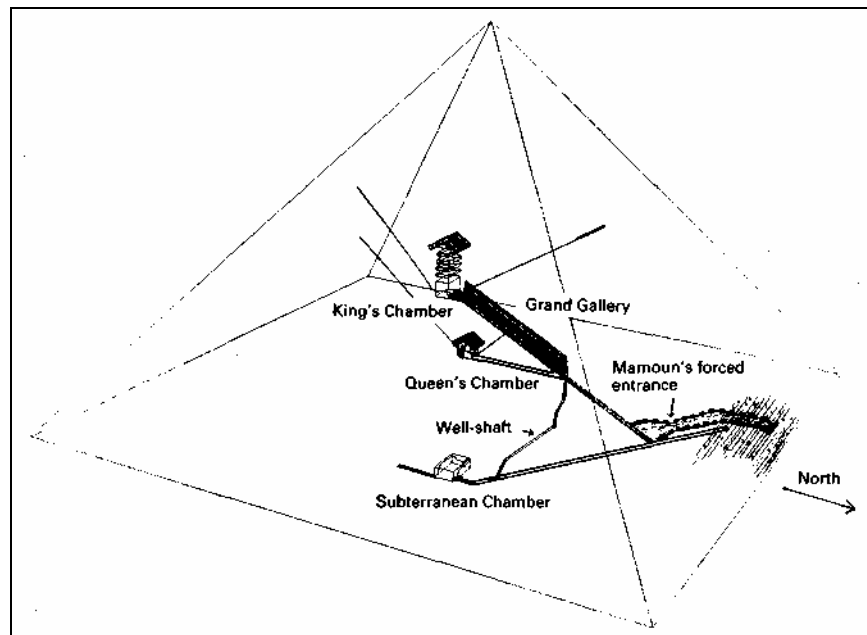 King's Chamber
Grand Gallery
Mamoun's forced
entrance
Queen's Chamber
Well-shaft
North
Subterranean Chamber